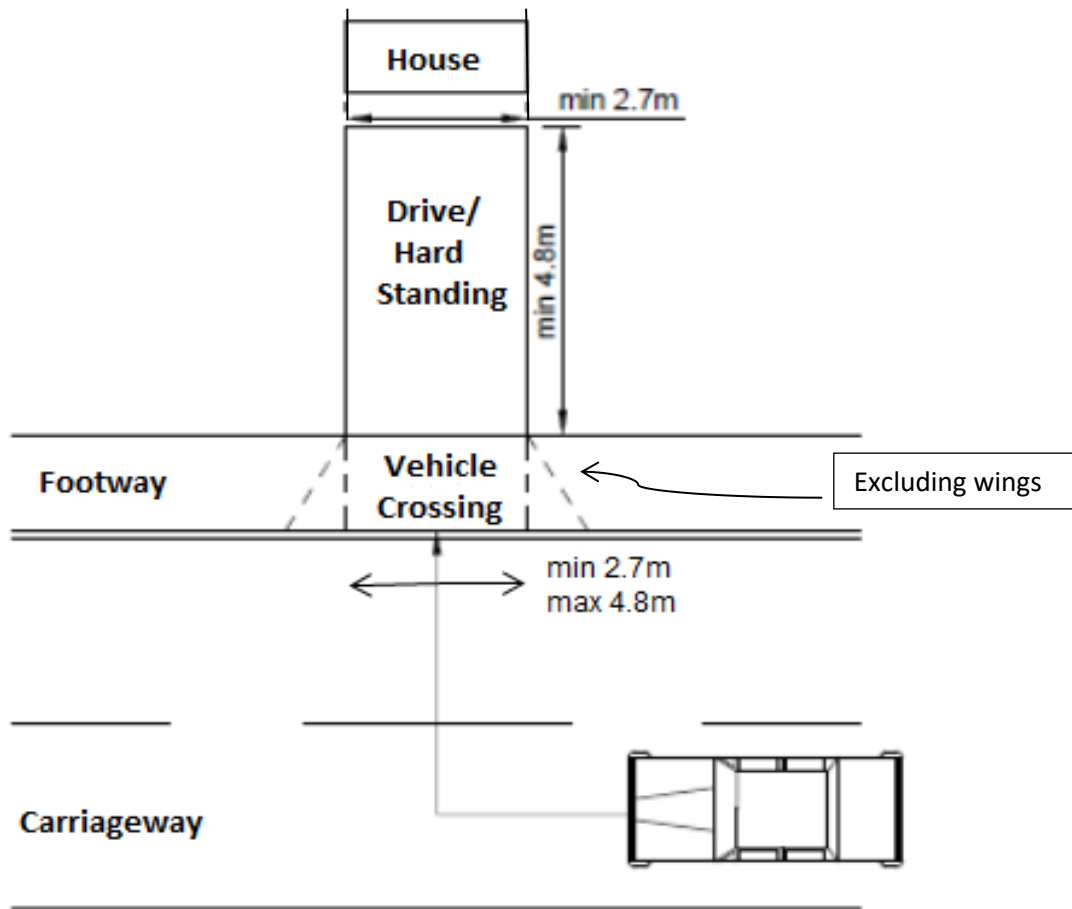 House
min 2.7m
Drive/
Hard
Standing
min 4.8m
Footway
Vehicle
Crossing
Excluding wings
min 2.7m
max 4.8m
Carriageway